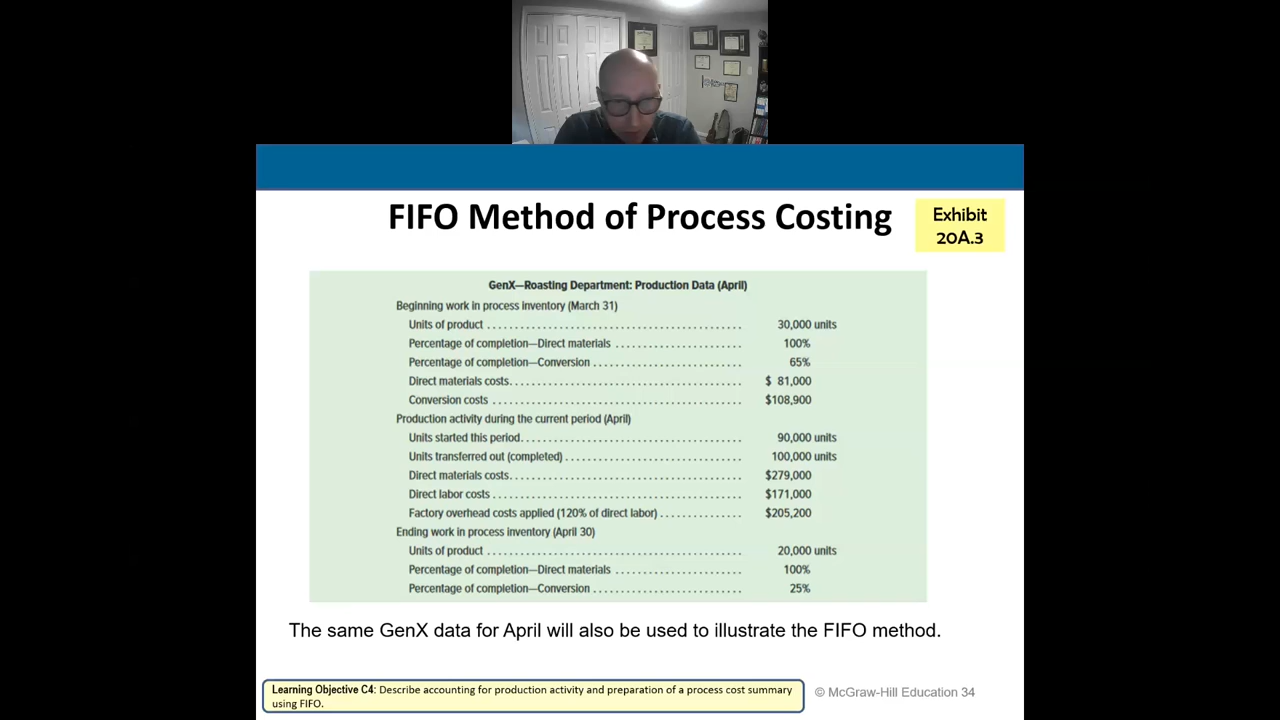 FIFO Method of Process Costing
Exhibit
20A.3
GenX—Roasting Department: Production Data (April)
Beginning work in process inventory (March 31)
Units of product . . . . . . . . . . . . . . . . . . . . . . . . . . . . . . . . . . . . . . . . . . . . . 30,000 units
Percentage of completion—Direct materials . . . . . . . . . . . . . . . . . . . . . . 100%
Percentage of completion—Conversion . . . . . . . . . . . . . . . . . . . . . . . . . . 65%
Direct materials costs. . . . . . . . . . . . . . . . . . . . . . . . . . . . . . . . . . . . . . . . $ 81,000
Conversion costs . . . . . . . . . . . . . . . . . . . . . . . . . . . . . . . . . . . . . . . . . . . $108,900
Production activity during the current period (April)
Units started this period. . . . . . . . . . . . . . . . . . . . . . . . . . . . . . . . . . . . . . 90,000 units
Units transferred out (completed) . . . . . . . . . . . . . . . . . . . . . . . . . . . . . . 100,000 units
Direct materials costs. . . . . . . . . . . . . . . . . . . . . . . . . . . . . . . . . . . . . . . . $279,000
Direct labor costs . . . . . . . . . . . . . . . . . . . . . . . . . . . . . . . . . . . . . . . . . . . $171,000
Factory overhead costs applied (120% of direct labor) . . . . . . . . . . . . . . $205,200
Ending work in process inventory (April 30)
Units of product . . . . . . . . . . . . . . . . . . . . . . . . . . . . . . . . . . . . . . . . . . . . 20,000 units
Percentage of completion—Direct materials . . . . . . . . . . . . . . . . . . . . . . 100%
Percentage of completion—Conversion . . . . . . . . . . . . . . . . . . . . . . . . . . 25%
The same GenX data for April will also be used to illustrate the FIFO method.
Learning Objective C4: Describe accounting for production activity and preparation of a process cost summary
using FIFO.
© McGraw-Hill Education 34